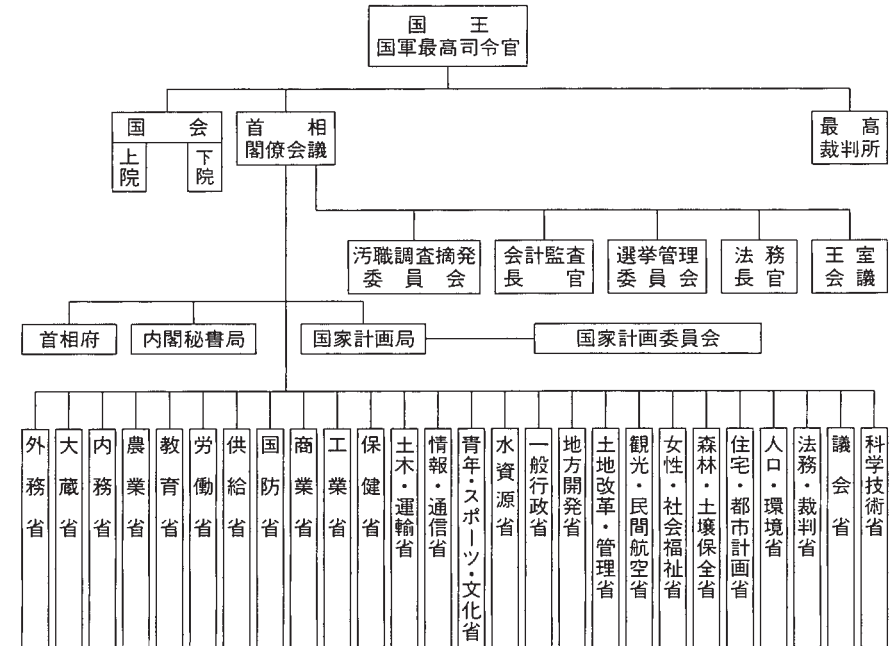 国王
国軍最高司令官
国会
上院
下院
首相
閣僚会議
最高
裁判所
汚職調査摘発
委員会
会計監査
長官
選挙管理
委員会
法務
長官
王室
会議
首相府
内閣秘書局
国家計画局
国家計画委員会
外務省
大蔵省
内務省
農業省
教育省
労働省
供給省
国防省
商業省
工業省
保健省
土木・運輸省
情報・通信省
青年・スポーツ・文化省
水資源省
一般行政省
地方開発省
土地改革・管理省
観光・民間航空省
女性・社会福祉省
森林・土壌保全省
住宅・都市計画省
人口・環境省
法務・裁判省
議会省
科学技術省